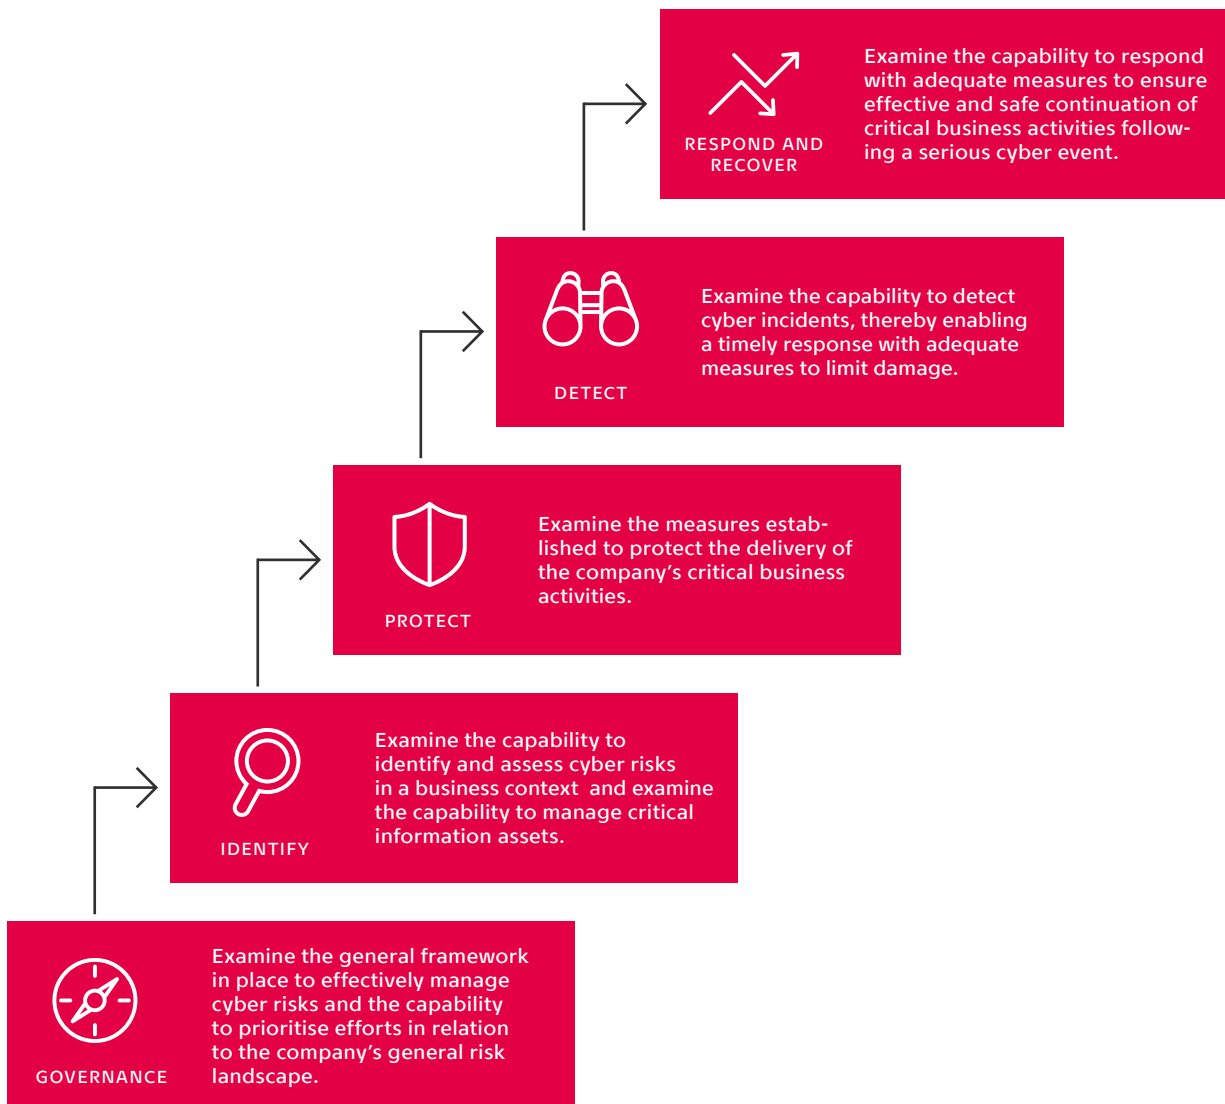 RESPOND AND
RECOVER
Examine the capability to respond
with adequate measures to ensure
effective and safe continuation of
critical business activities follow-
ing a serious cyber event.
DETECT
Examine the capability to detect
cyber incidents, thereby enabling
a timely response with adequate
measures to limit damage.
PROTECT
Examine the measures estab-
lished to protect the delivery of
the company's critical business
activities.
IDENTIFY
Examine the capability to
identify and assess cyber risks
in a business context  and examine
the capability to manage critical
information assets.
GOVERNANCE
Examine the general framework
in place to effectively manage
cyber risks and the capability
to prioritise efforts in relation
to the company's general risk
landscape.